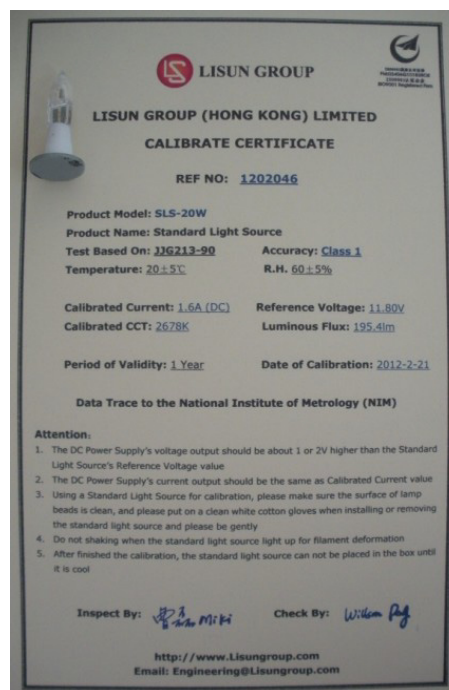 LISUN GROUP
LISUN GROUP (HONG KONG) LIMITED
CALIBRATE CERTIFICATE
REF NO: 1202046
Product Model: SLS-20W
Product Name: Standard Light Source
Test Based On: JJG213-90 Accuracy: Class 1
Temperature: 20±5℃ R.H. 60±5%
Calibrated Current: 1.6A (DC) Reference Voltage: 11.80V
Calibrated CCT: 2678K Luminous Flux: 195.4lm
Period of Validity: 1 Year Date of Calibration: 2012-2-21
Data Trace to the National Institute of Metrology (NIM)
Attention:
1. The DC Power Supply's voltage output should be about 1 or 2V higher than the Standard
Light Source's Reference Voltage value
2. The DC Power Supply's current output should be the same as Calibrated Current value
3. Using a Standard Light Source for calibration, please make sure the surface of lamp
beads is clean, and please put on a clean white cotton gloves when installing or removing
the standard light source and please be gently
4. Do not shaking when the standard light source light up for filament deformation
5. After finished the calibration, the standard light source can not be placed in the box until
it is cool
Inspect By: Miki Check By: William
http://www.Lisungroup.com
Email: Engineering@Lisungroup.com